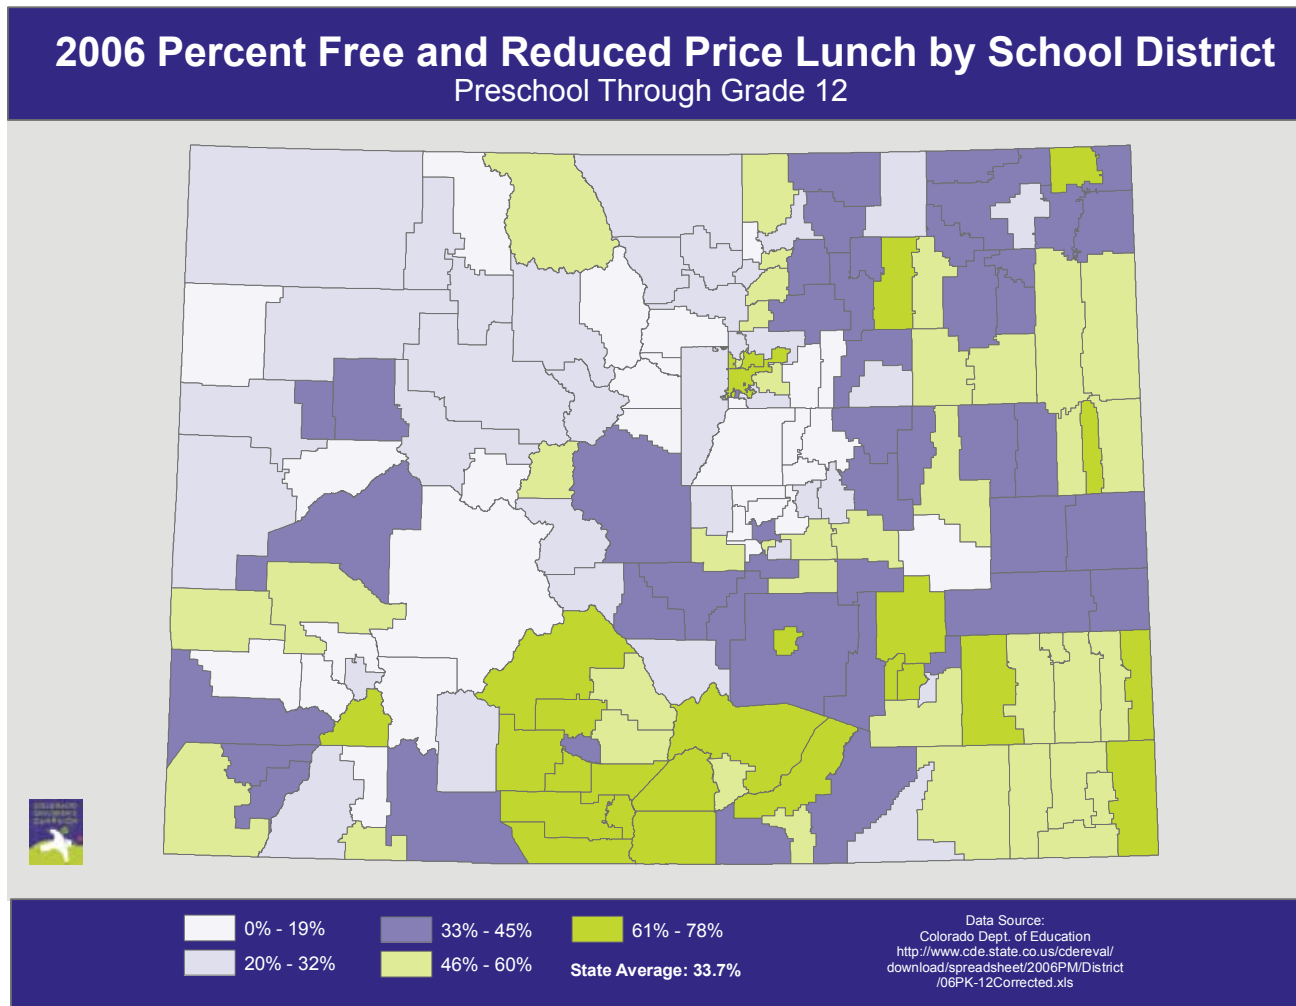 2006 Percent Free and Reduced Price Lunch by School District
Preschool Through Grade 12
0% - 19%
20% - 32%
33% - 45%
46% - 60%
61% - 78%
State Average: 33.7%
Data Source:
Colorado Dept. of Education
http://www.cde.state.co.us/cdereval/
download/spreadsheet/2006PM/District
/06PK-12Corrected.xls